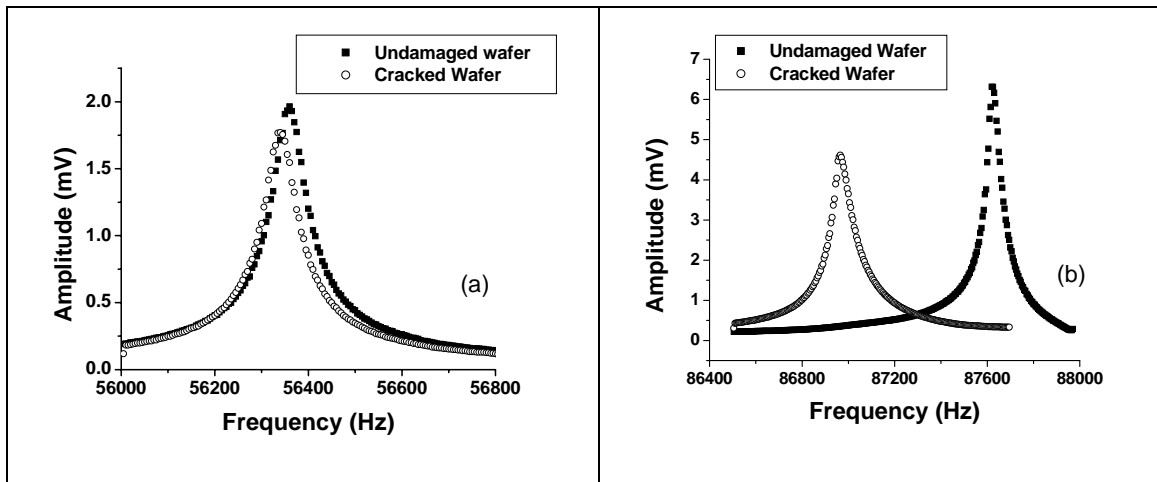 Undamaged wafer
Cracked Wafer
2.0
1.5
1.0
0.5
0.0
Amplitude (mV)
(a)
56000 56200 56400 56600 56800
Frequency (Hz)
Undamaged Wafer
Cracked Wafer
7
6
5
4
3
2
1
0
Amplitude (mV)
(b)
86400 86800 87200 87600 88000
Frequency (Hz)